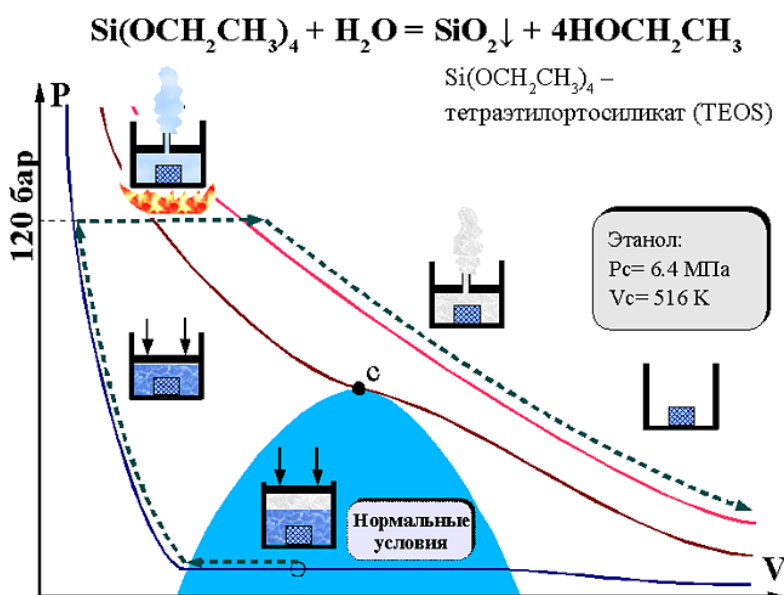 Si(OCH₂CH₃)₄ + H₂O = SiO₂↓ + 4HOCH₂CH₃
Si(OCH₂CH₃)₄ –
тетраэтилортосиликат (TEOS)
P
120 бар
Этанол:
Pc= 6.4 МПа
Vc= 516 К
c
Нормальные
условия
V